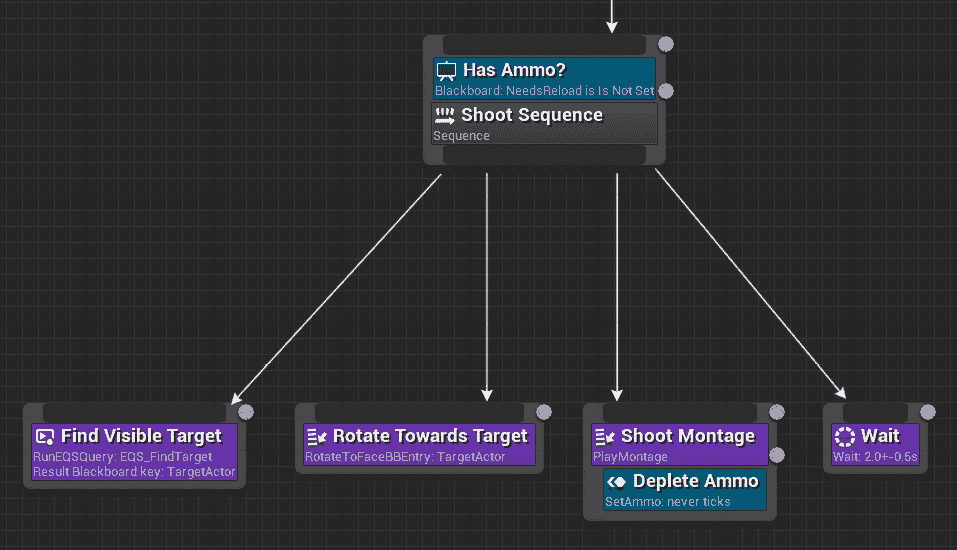 Has Ammo?
Blackboard: NeedsReload is Is Not Set
Shoot Sequence
Sequence
Find Visible Target
RunEQSQuery: EQS_FindTarget
Result Blackboard key: TargetActor
Rotate Towards Target
RotateToFaceBBEntry: TargetActor
Shoot Montage
PlayMontage
Deplete Ammo
SetAmmo: never ticks
Wait
Wait: 2.0+-0.5s